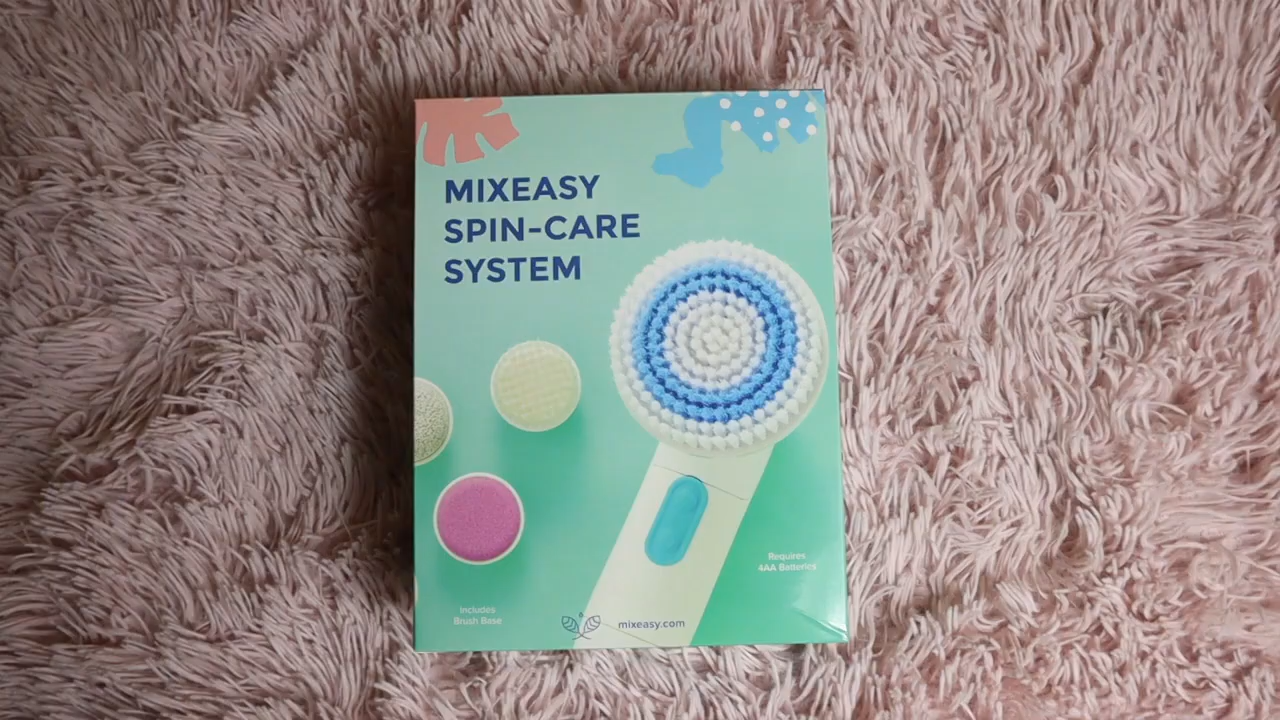 MIXEASY
SPIN-CARE
SYSTEM
Requires
4AA Batteries
Includes
Brush Base
mixeasy.com